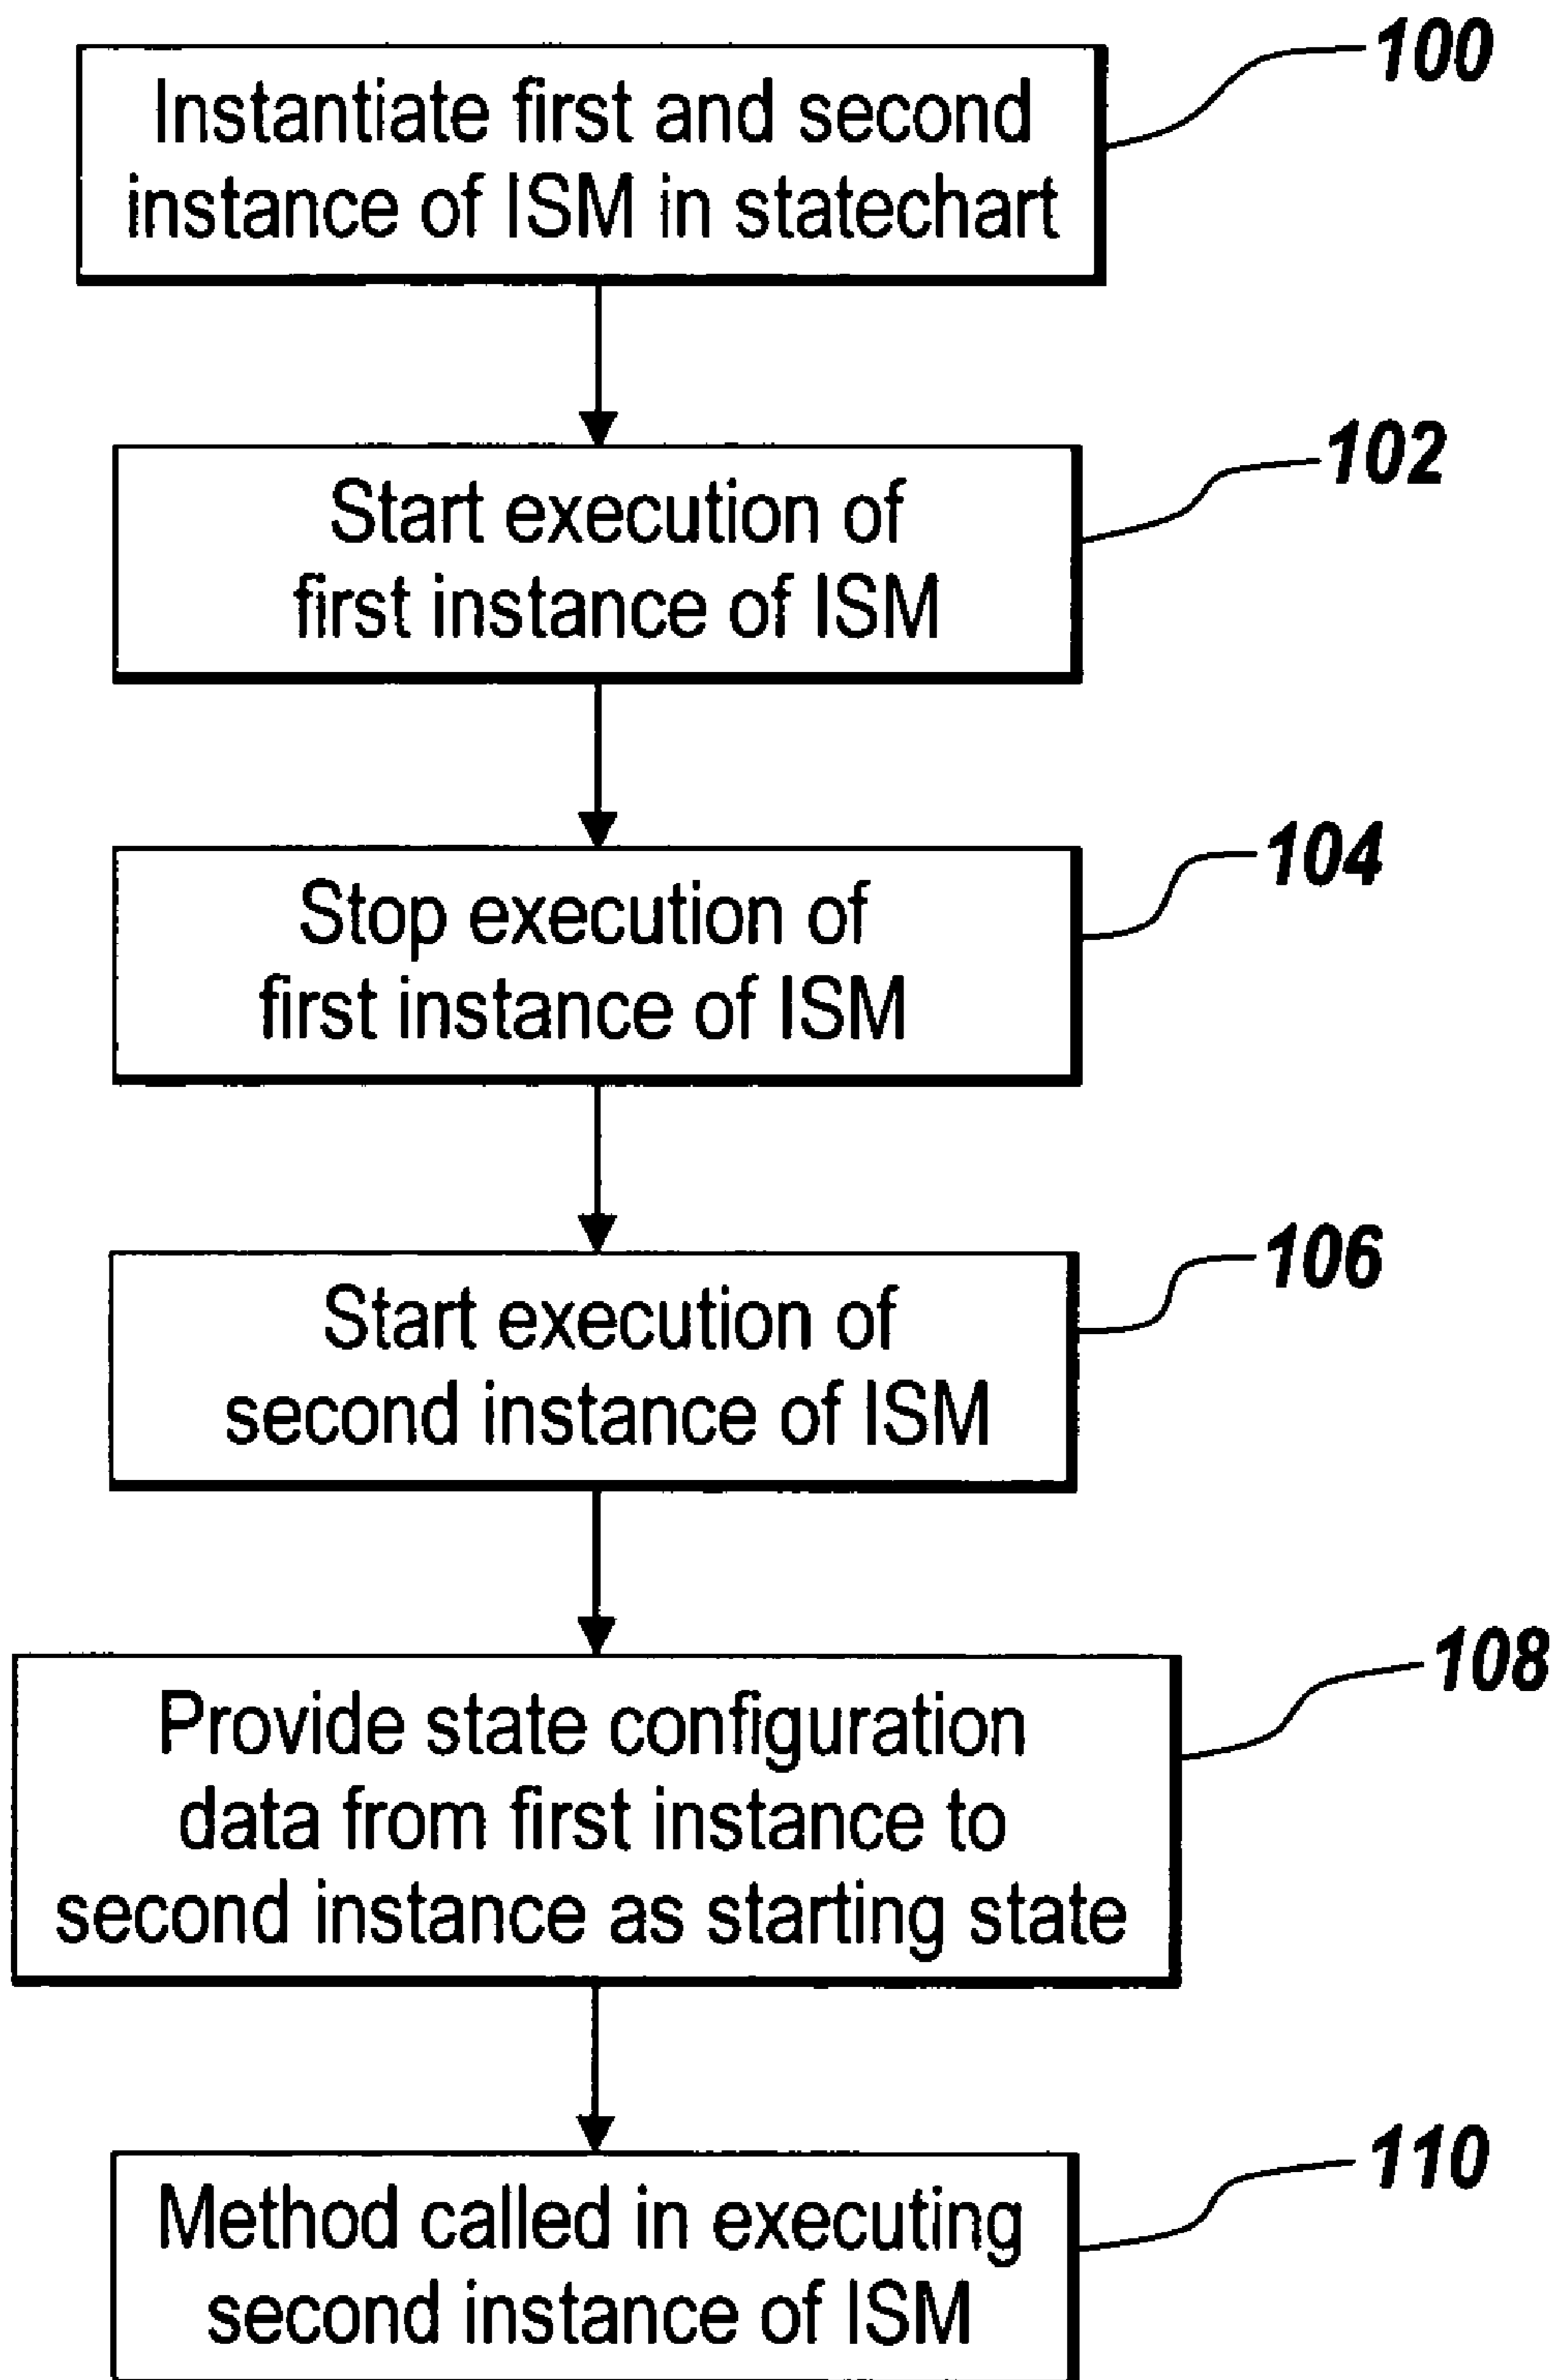 100
Instantiate first and second
instance of ISM in statechart
102
Start execution of
first instance of ISM
104
Stop execution of
first instance of ISM
106
Start execution of
second instance of ISM
108
Provide state configuration
data from first instance to
second instance as starting state
110
Method called in executing
second instance of ISM